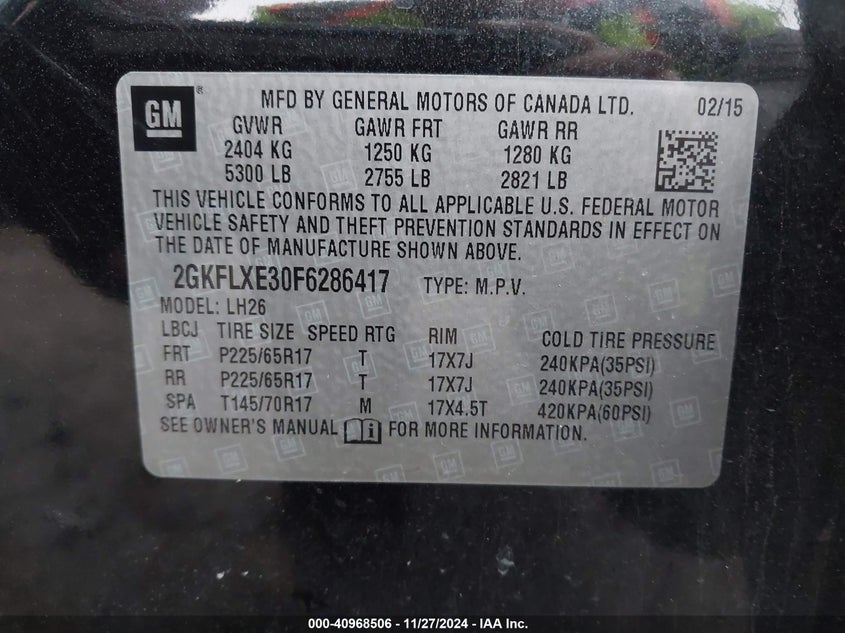 GM ® MFD BY GENERAL MOTORS OF CANADA LTD. 02/15
GVWR GAWR FRT GAWR RR
2404 KG 1250 KG 1280 KG
5300 LB 2755 LB 2821 LB
THIS VEHICLE CONFORMS TO ALL APPLICABLE U.S. FEDERAL MOTOR
VEHICLE SAFETY AND THEFT PREVENTION STANDARDS IN EFFECT ON
THE DATE OF MANUFACTURE SHOWN ABOVE.
2GKFLXE30F6286417 TYPE: M.P.V.
MODEL: LH26
LBCJ TIRE SIZE SPEED RTG RIM COLD TIRE PRESSURE
FRT P225/65R17 T 17X7J 240KPA(35PSI)
RR P225/65R17 T 17X7J 240KPA(35PSI)
SPA T145/70R17 M 17X4.5T 420KPA(60PSI)
SEE OWNER'S MANUAL i FOR MORE INFORMATION.
000-40968506 - 11/27/2024 - IAA Inc.